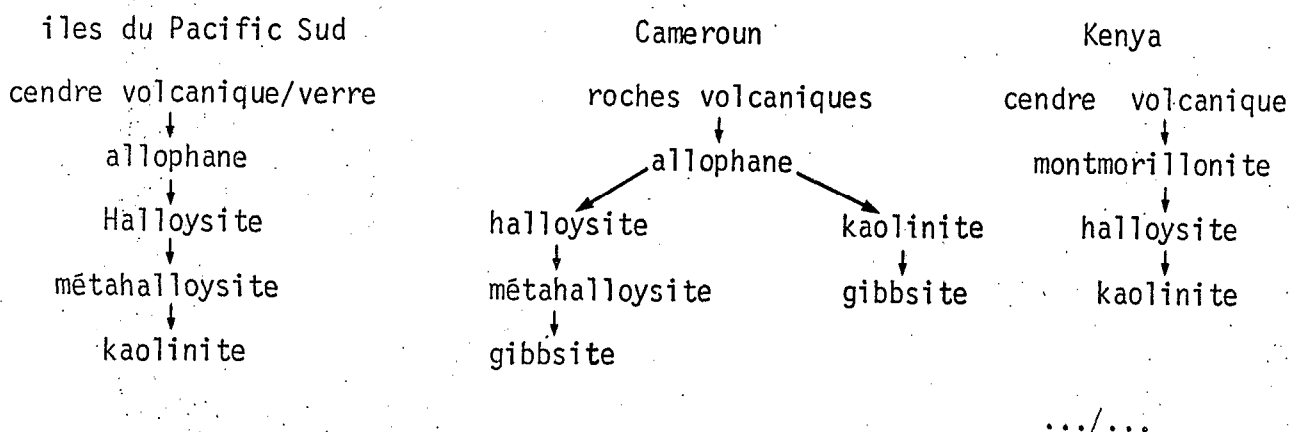 iles du Pacific Sud
cendre volcanique/verre
allophane
Halloysite
métahalloysite
kaolinite
Cameroun
roches volcaniques
allophane
halloysite kaolinite
métahalloysite gibbsite
gibbsite
Kenya
cendre volcanique
montmorillonite
halloysite
kaolinite
.../...